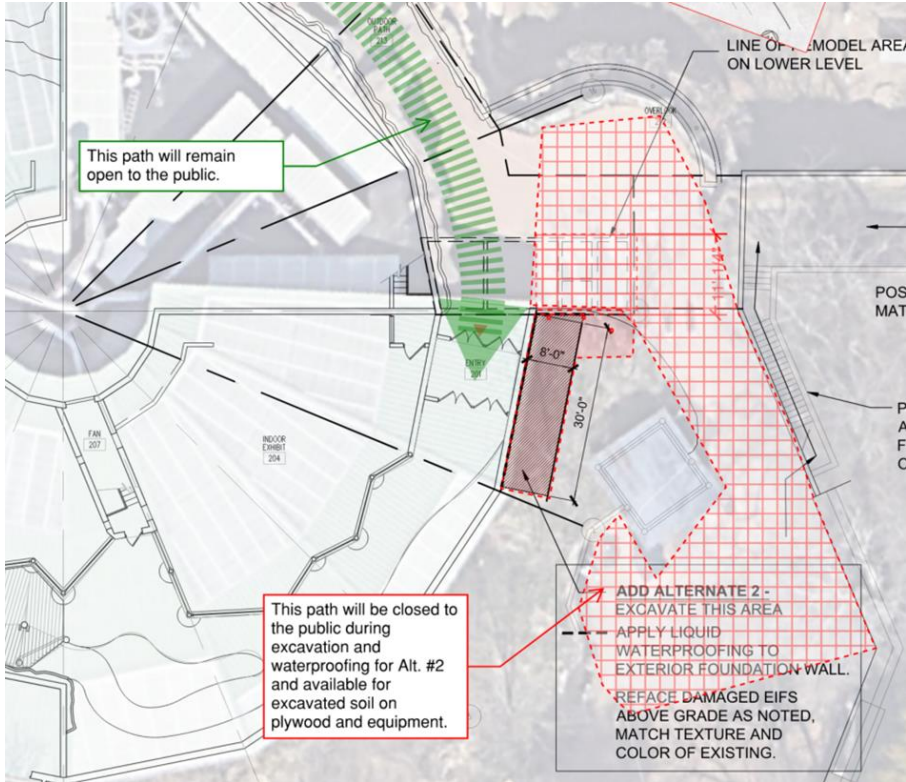 OUTDOOR
PATH
213
LINE OF REMODEL AREA
ON LOWER LEVEL
OVERLOOK
This path will remain
open to the public.
POS
MAT
8'-0"
ENTRY
30'-0"
P
A
F
C
FAN
207
INDOOR
EXHIBIT
204
This path will be closed to
the public during
excavation and
waterproofing for Alt. #2
and available for
excavated soil on
plywood and equipment.
ADD ALTERNATE 2 -
EXCAVATE THIS AREA
APPLY LIQUID
WATERPROOFING TO
EXTERIOR FOUNDATION WALL.
REFACE DAMAGED EIFS
ABOVE GRADE AS NOTED,
MATCH TEXTURE AND
COLOR OF EXISTING.